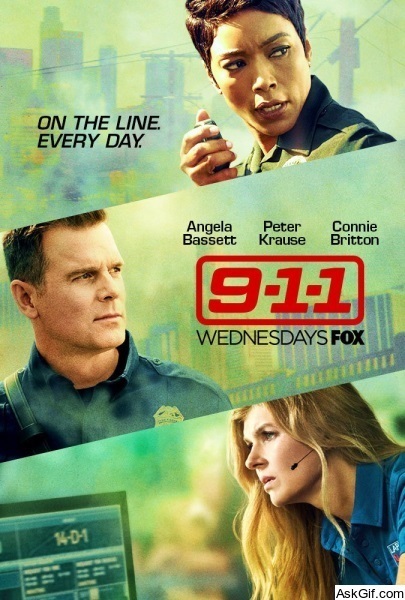 ON THE LINE.
EVERY DAY.
Angela Bassett
Peter Krause
Connie Britton
9-1-1
WEDNESDAYS FOX
14-D-1
AskGif.com